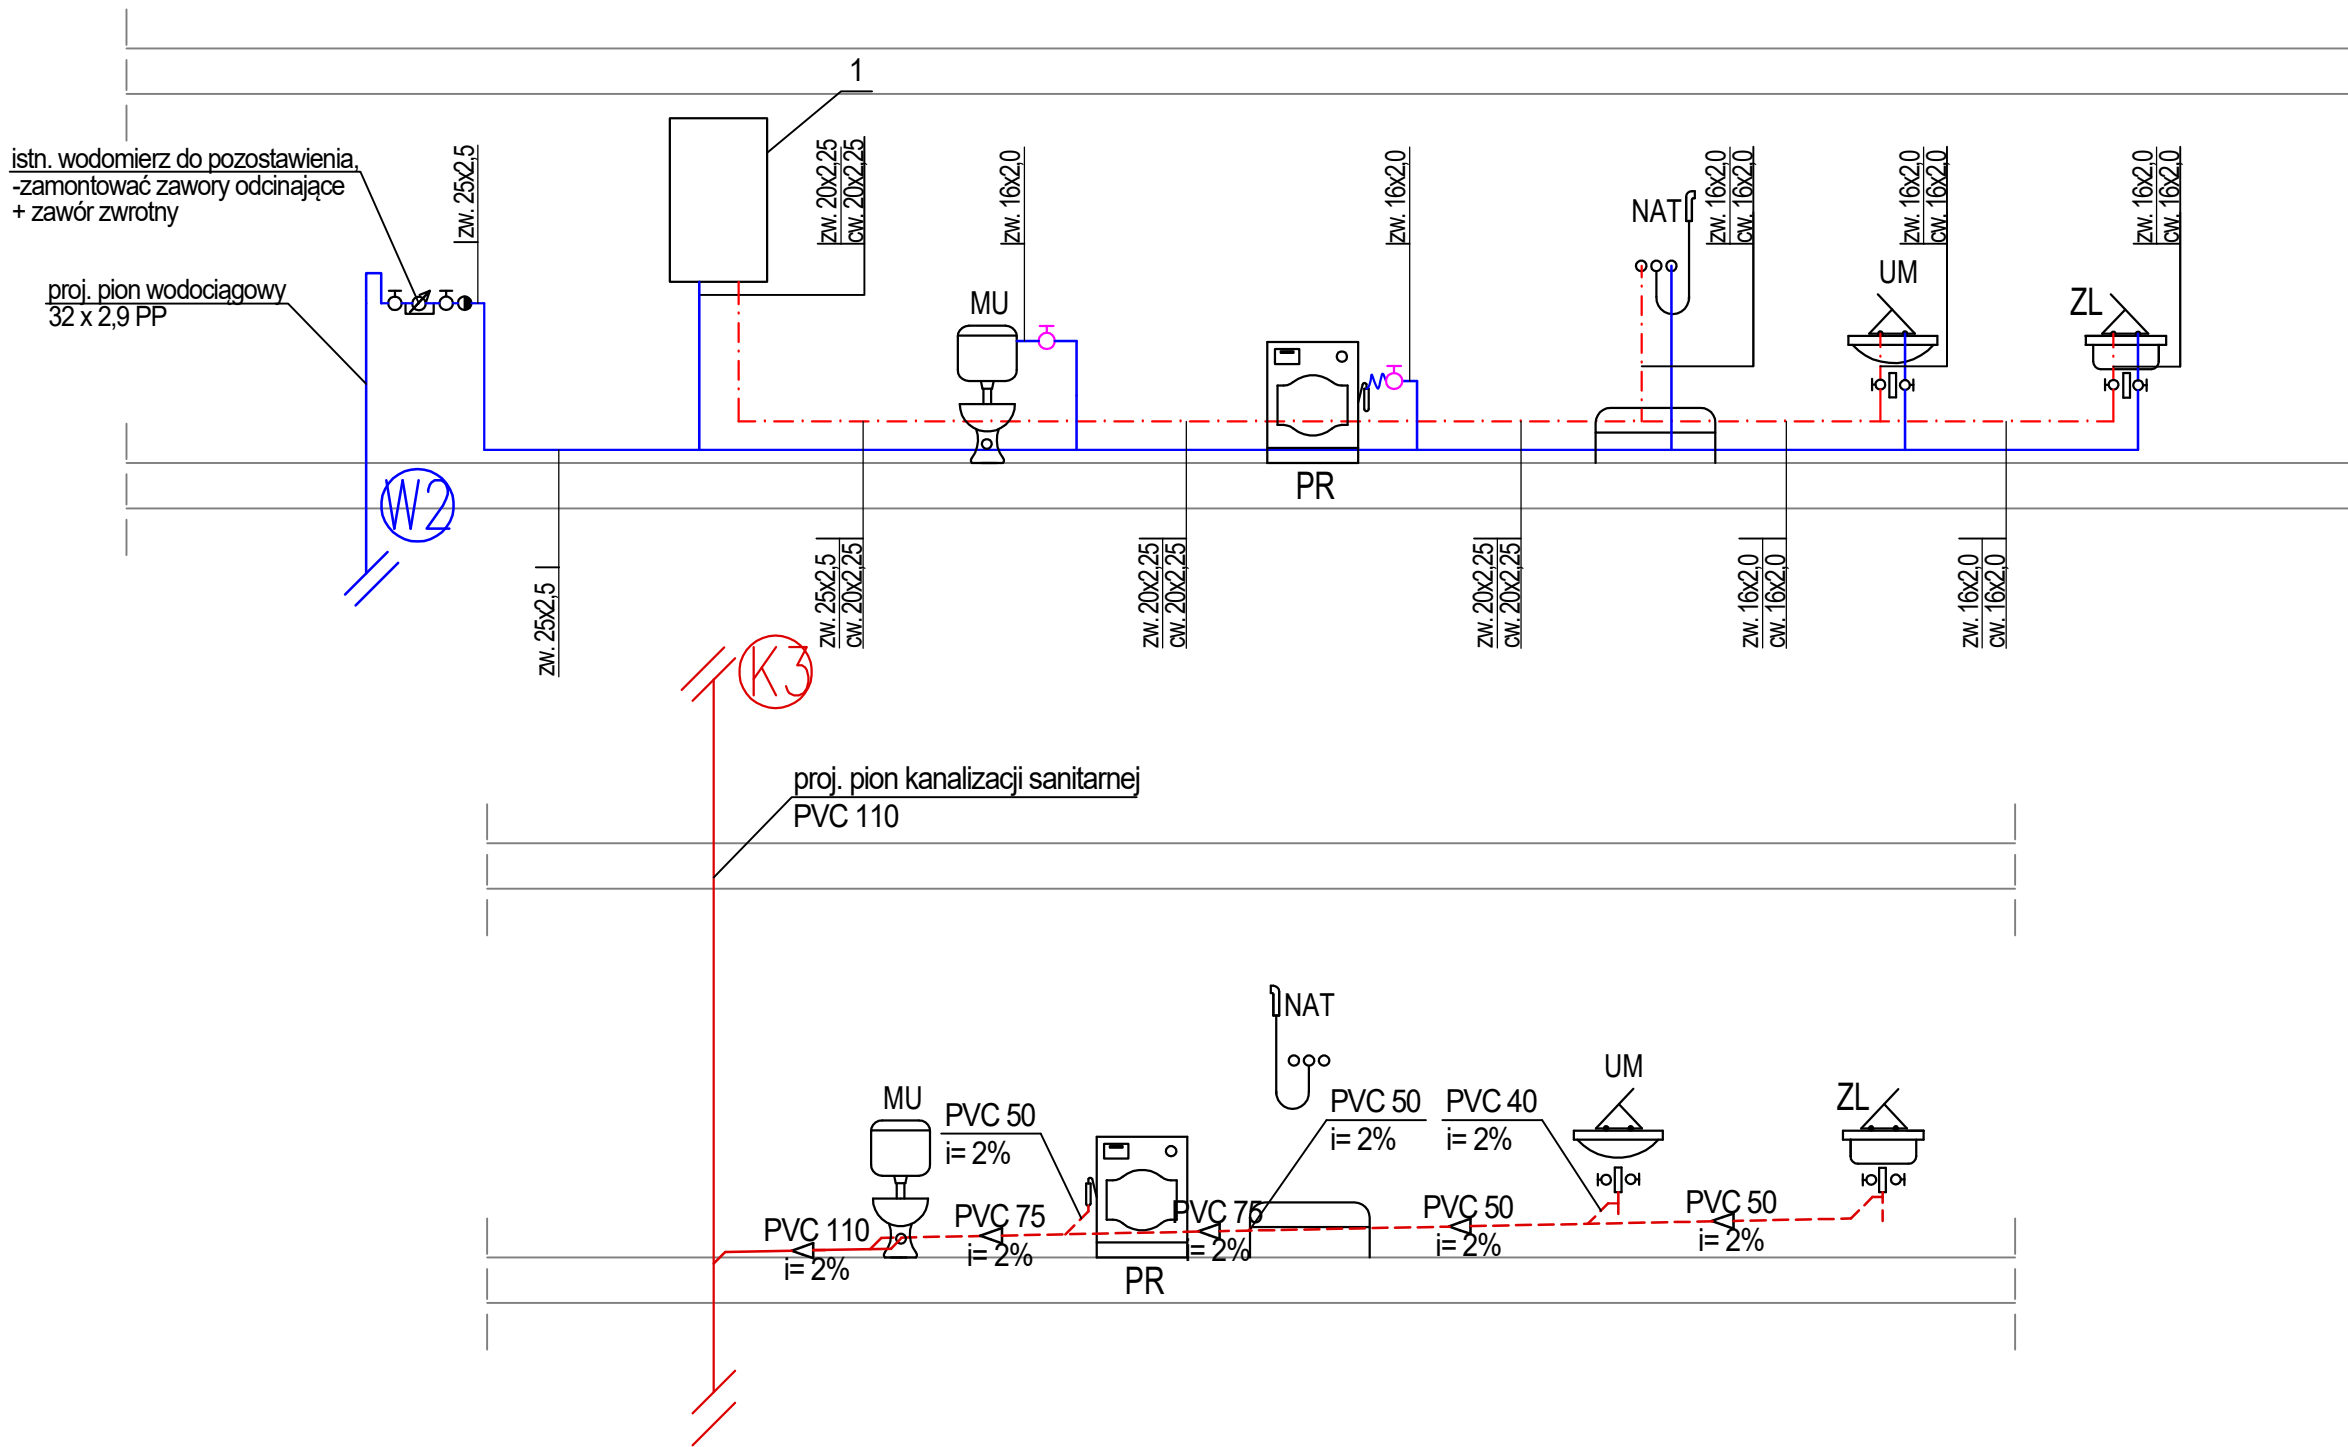 1
istn. wodomierz do pozostawienia,
-zamontować zawory odcinające
+ zawór zwrotny
proj. pion wodociągowy
32 x 2,9 PP
zw. 25x2,5
zw. 20x2,25
cw. 20x2,25
zw. 16x2,0
zw. 16x2,0
zw. 16x2,0
cw. 16x2,0
zw. 16x2,0
cw. 16x2,0
zw. 16x2,0
cw. 16x2,0
MU
NAT
UM
ZL
PR
W2
zw. 25x2,5
zw. 25x2,5
cw. 20x2,25
zw. 20x2,25
cw. 20x2,25
zw. 20x2,25
cw. 20x2,25
zw. 16x2,0
cw. 16x2,0
zw. 16x2,0
cw. 16x2,0
K3
proj. pion kanalizacji sanitarnej
PVC 110
NAT
MU
PVC 50
i= 2%
PVC 50
i= 2%
PVC 40
i= 2%
UM
ZL
PVC 110
i= 2%
PVC 75
i= 2%
PVC 75
i= 2%
PVC 50
i= 2%
PVC 50
i= 2%
PR